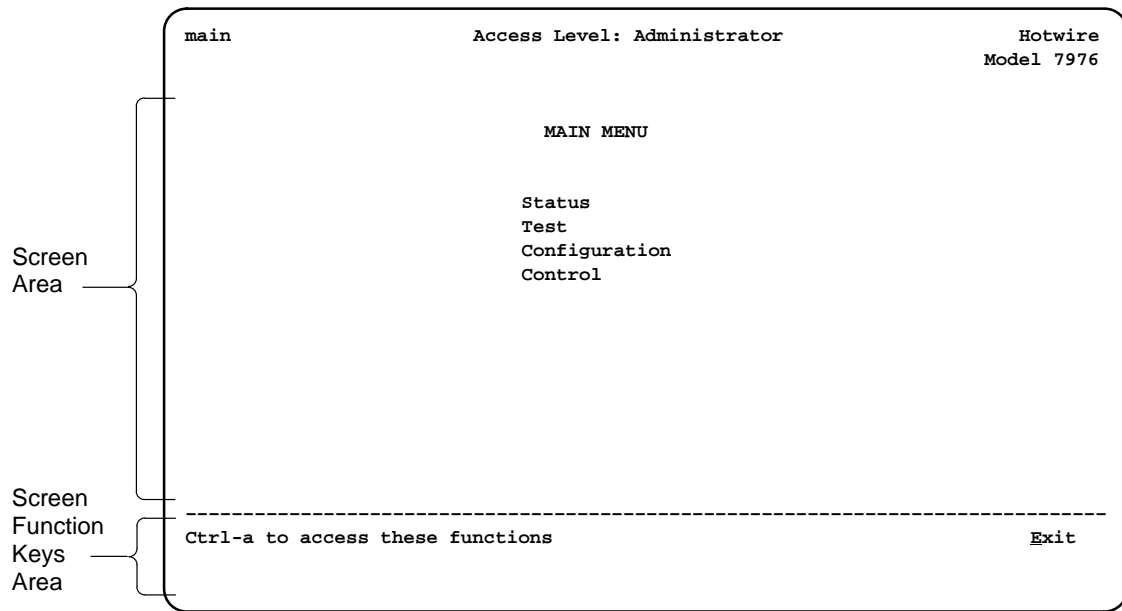 main Access Level: Administrator Hotwire
Model 7976
MAIN MENU
Status
Test
Configuration
Control
Screen
Area
Screen
Function
Keys
Area
--------------------------------------------------------------------------------
Ctrl-a to access these functions Exit